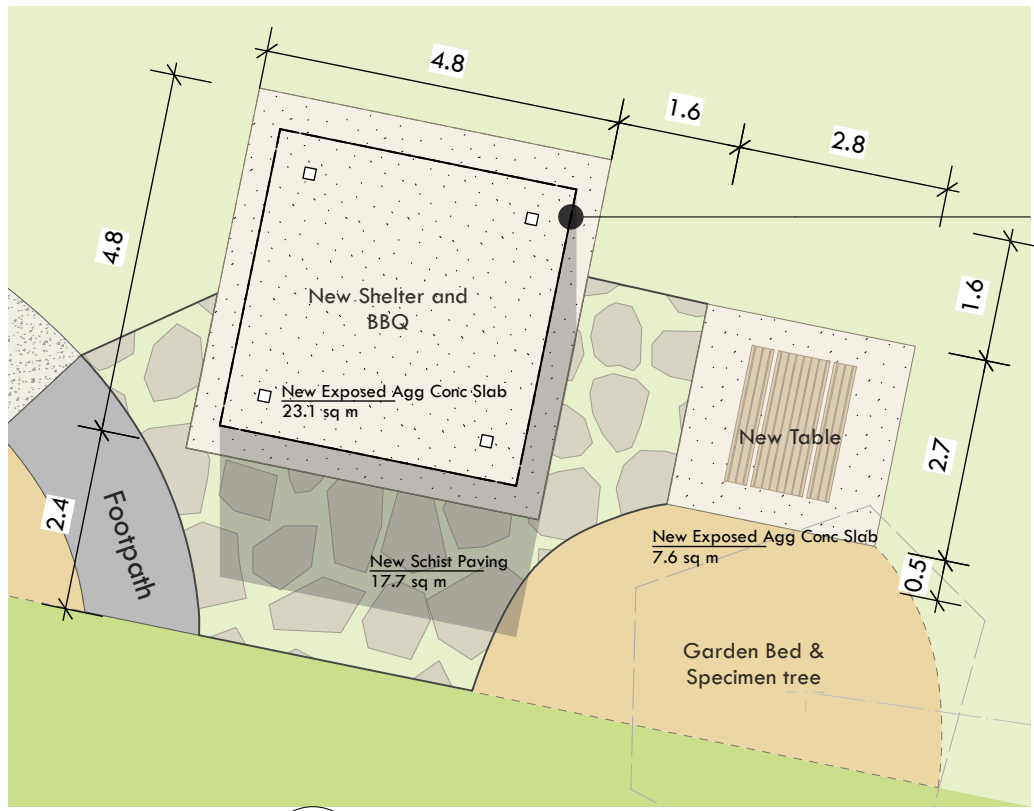 4.8
1.6
2.8
4.8
1.6
New Shelter and
BBQ
New Exposed Agg Conc Slab
23.1 sq m
New Table
2.7
2.4
Footpath
New Schist Paving
17.7 sq m
New Exposed Agg Conc Slab
7.6 sq m
0.5
Garden Bed &
Specimen tree